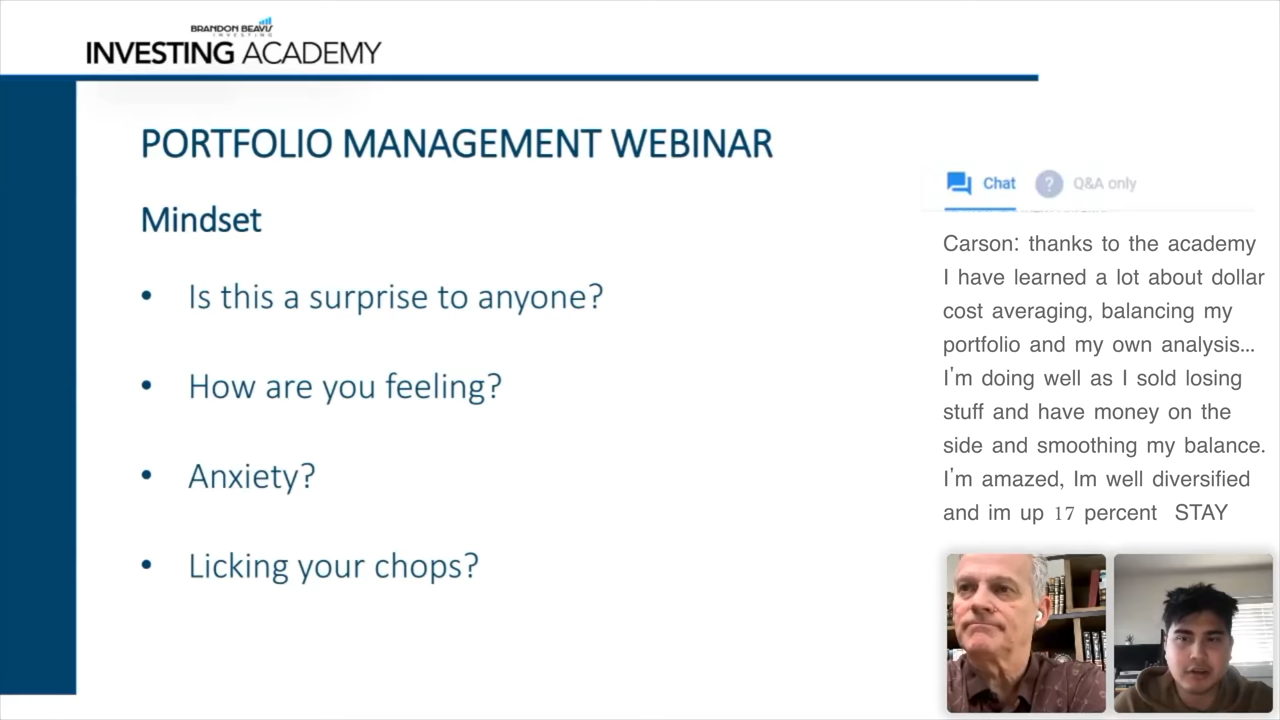 BRANDON BEAVIS
INVESTING
INVESTING ACADEMY
PORTFOLIO MANAGEMENT WEBINAR
Mindset
• Is this a surprise to anyone?
• How are you feeling?
• Anxiety?
• Licking your chops?
Chat
? Q&A only
Carson: thanks to the academy
I have learned a lot about dollar
cost averaging, balancing my
portfolio and my own analysis...
I'm doing well as I sold losing
stuff and have money on the
side and smoothing my balance.
I'm amazed, Im well diversified
and im up 17 percent STAY